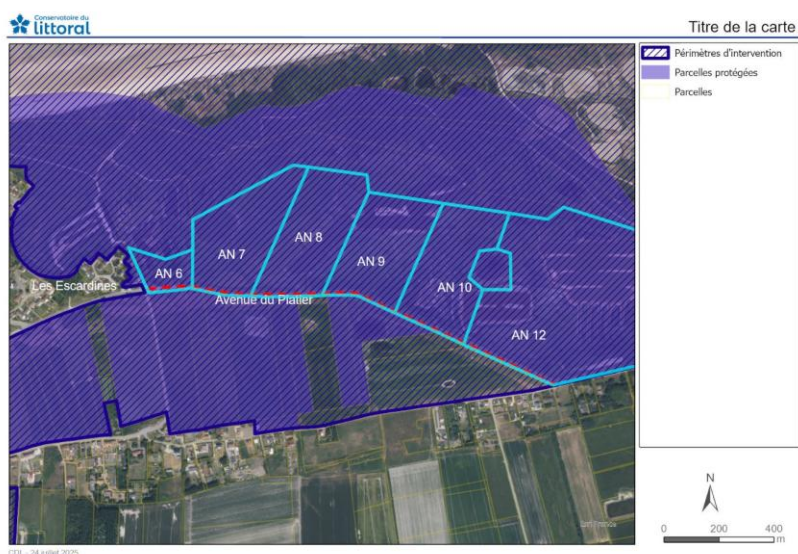 Conservatoire du
littoral
Titre de la carte
Périmètres d'intervention
Parcelles protégées
Parcelles
AN 8
AN 7
AN 9
AN 6
Les Escardines
AN 10
Avenue du Platier
AN 12
N
0 200 400
m
CDL - 24 juillet 2025